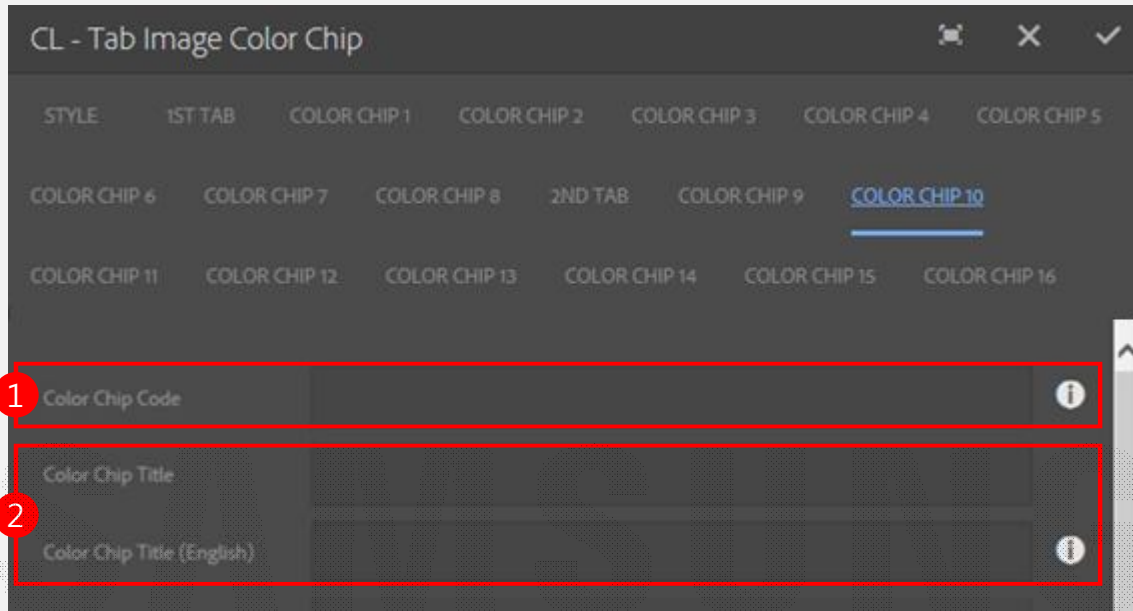 CL - Tab Image Color Chip
STYLE 1ST TAB COLOR CHIP 1 COLOR CHIP 2 COLOR CHIP 3 COLOR CHIP 4 COLOR CHIP 5
COLOR CHIP 6 COLOR CHIP 7 COLOR CHIP 8 2ND TAB COLOR CHIP 9 COLOR CHIP 10
COLOR CHIP 11 COLOR CHIP 12 COLOR CHIP 13 COLOR CHIP 14 COLOR CHIP 15 COLOR CHIP 16
1 Color Chip Code
Color Chip Title
2
Color Chip Title (English)
SAMSUNG